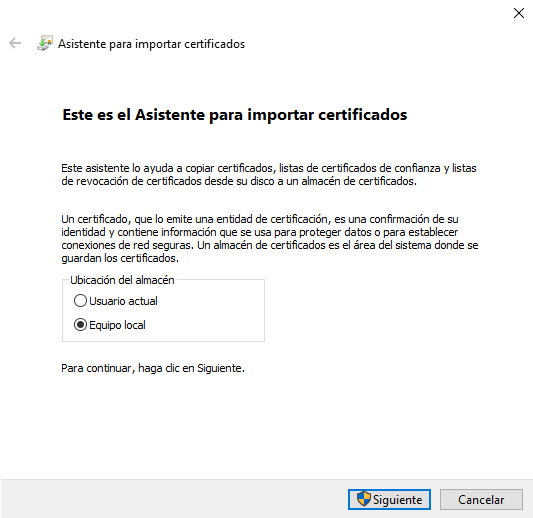 Asistente para importar certificados
Este es el Asistente para importar certificados
Este asistente lo ayuda a copiar certificados, listas de certificados de confianza y listas
de revocación de certificados desde su disco a un almacén de certificados.
Un certificado, que lo emite una entidad de certificación, es una confirmación de su
identidad y contiene información que se usa para proteger datos o para establecer
conexiones de red seguras. Un almacén de certificados es el área del sistema donde se
guardan los certificados.
Ubicación del almacén
Usuario actual
Equipo local
Para continuar, haga clic en Siguiente.
Siguiente
Cancelar